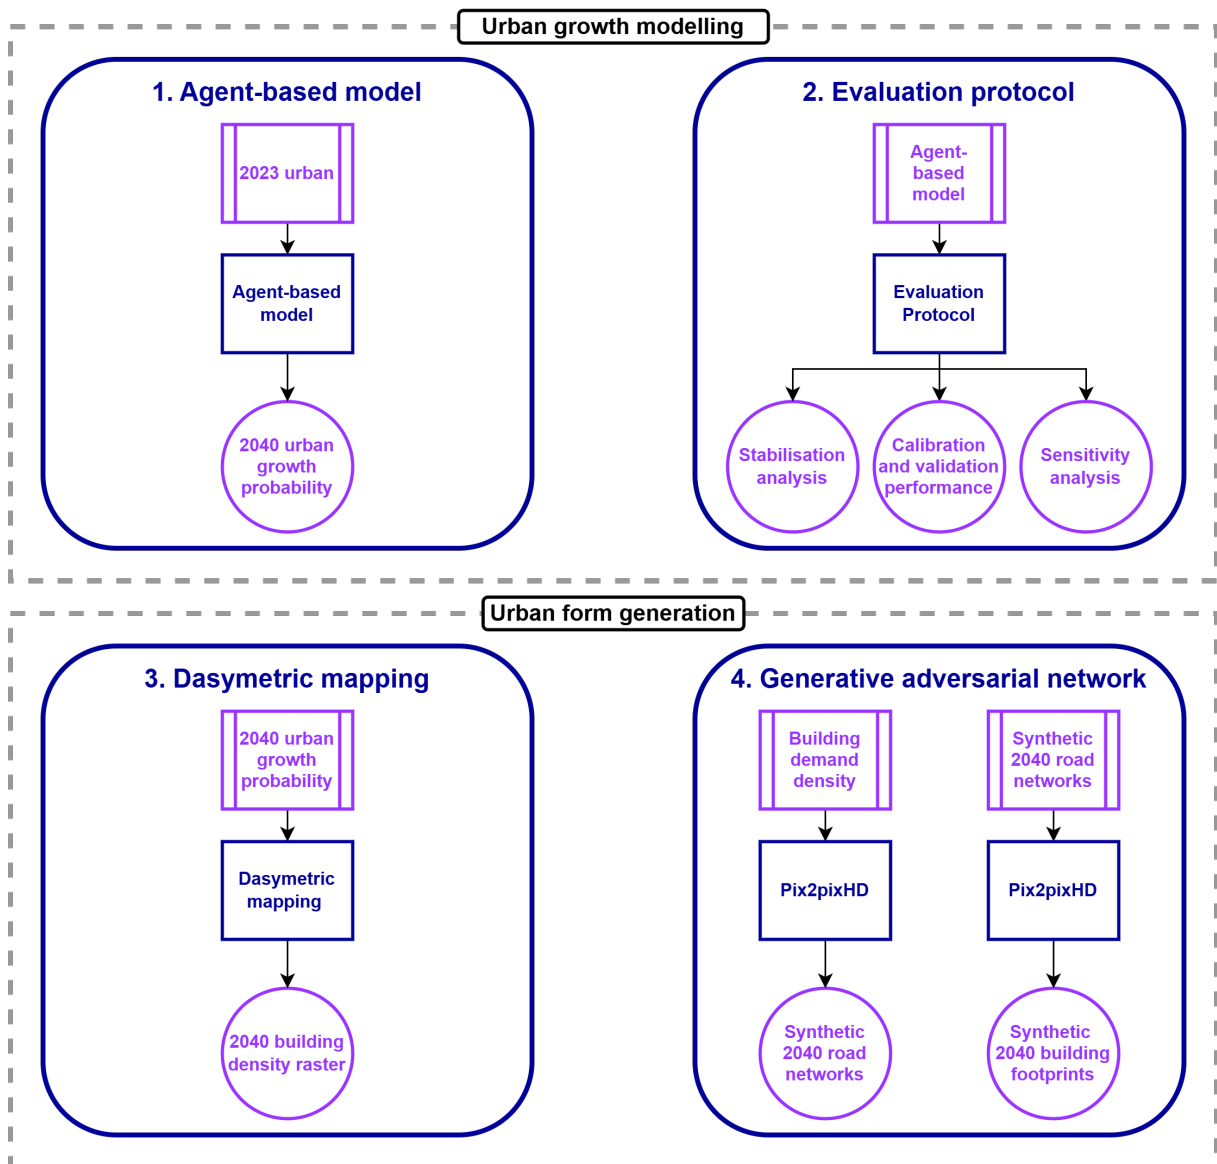 Urban growth modelling
1. Agent-based model
2023 urban
Agent-based
model
2040 urban
growth
probability
2. Evaluation protocol
Agent-
based
model
Evaluation
Protocol
Stabilisation
analysis
Calibration
and validation
performance
Sensitivity
analysis
Urban form generation
3. Dasymetric mapping
2040 urban
growth
probability
Dasymetric
mapping
2040 building
density raster
4. Generative adversarial network
Building
demand
density
Pix2pixHD
Synthetic
2040 road
networks
Synthetic
2040 road
networks
Pix2pixHD
Synthetic
2040 building
footprints